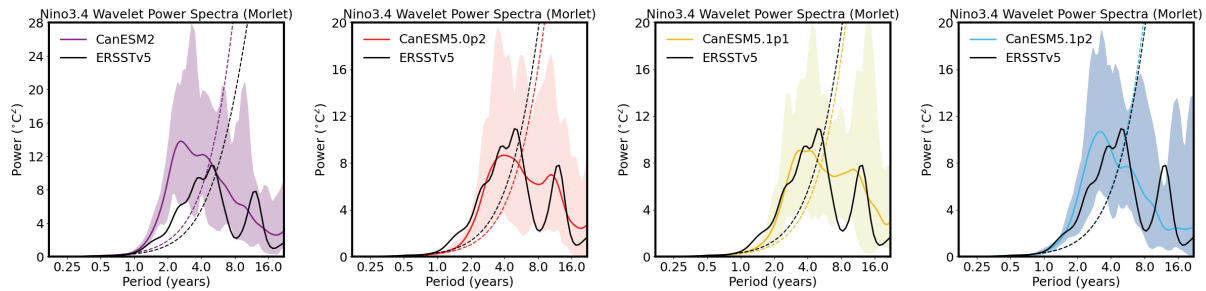 Nino3.4 Wavelet Power Spectra (Morlet)
28
24
20
16
12
8
4
0
Power (°C²)
CanESM2
ERSSTv5
0.25 0.5 1.0 2.0 4.0 8.0 16.0
Period (years)
Nino3.4 Wavelet Power Spectra (Morlet)
20
16
12
8
4
0
Power (°C²)
CanESM5.0p2
ERSSTv5
0.25 0.5 1.0 2.0 4.0 8.0 16.0
Period (years)
Nino3.4 Wavelet Power Spectra (Morlet)
20
16
12
8
4
0
Power (°C²)
CanESM5.1p1
ERSSTv5
0.25 0.5 1.0 2.0 4.0 8.0 16.0
Period (years)
Nino3.4 Wavelet Power Spectra (Morlet)
20
16
12
8
4
0
Power (°C²)
CanESM5.1p2
ERSSTv5
0.25 0.5 1.0 2.0 4.0 8.0 16.0
Period (years)